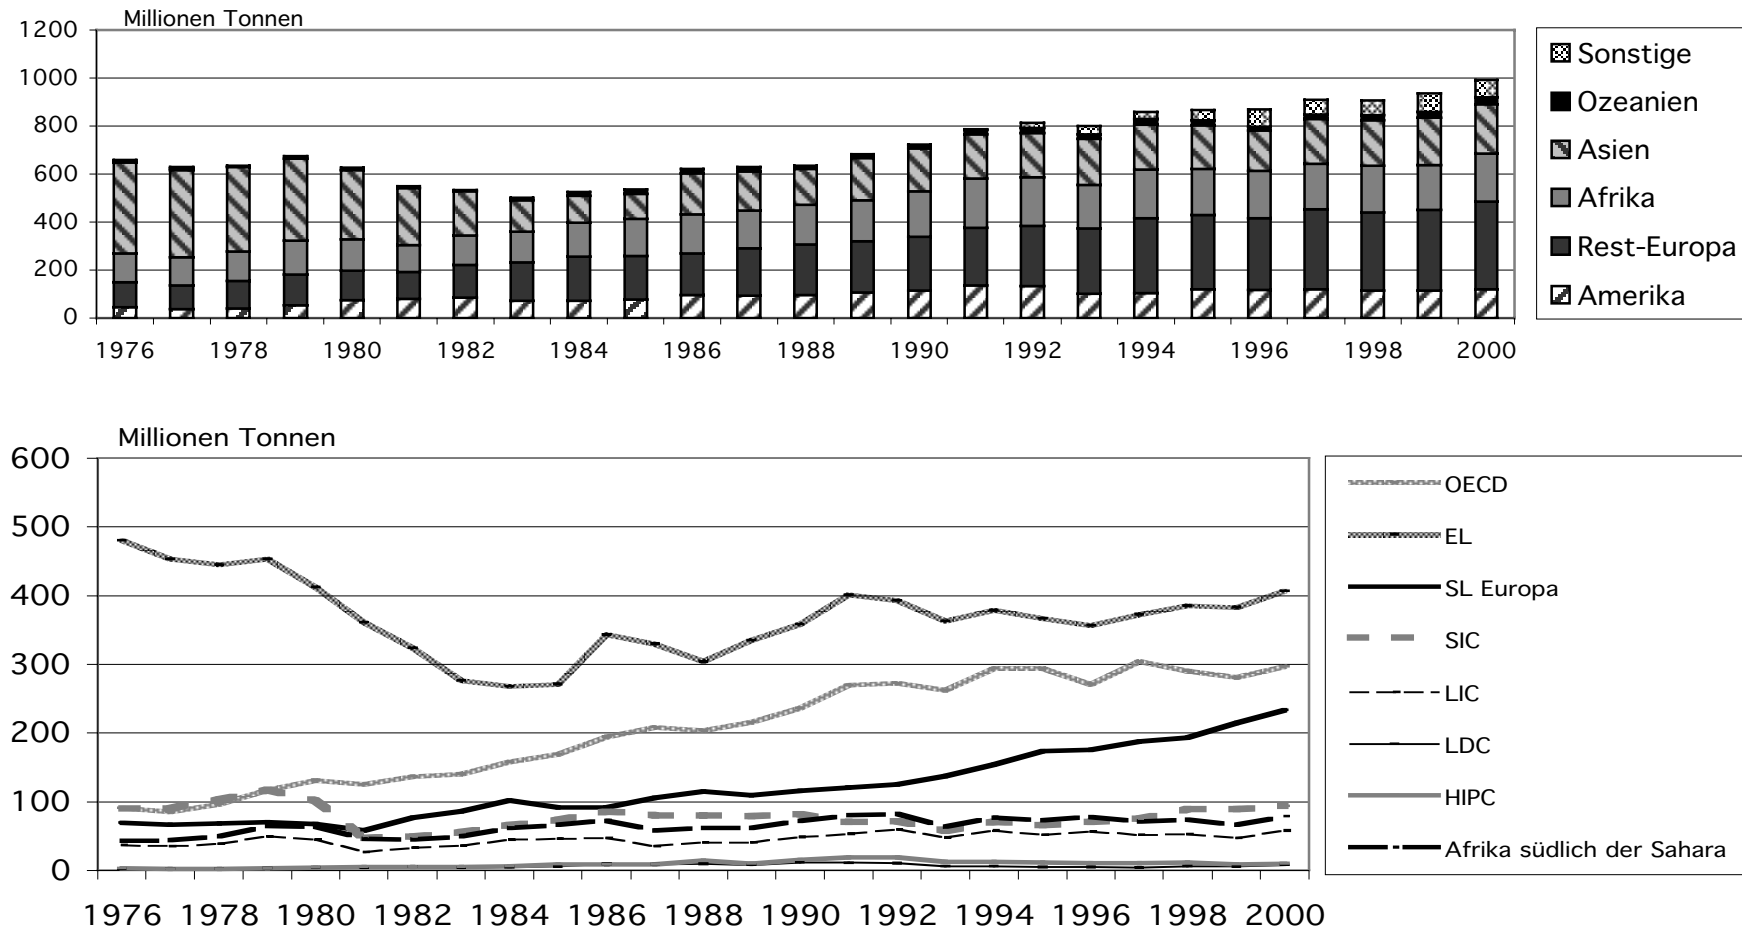 Millionen Tonnen
1200
1000
800
600
400
200
0
1976 1978 1980 1982 1984 1986 1988 1990 1992 1994 1996 1998 2000
Sonstige
Ozeanien
Asien
Afrika
Rest-Europa
Amerika
Millionen Tonnen
600
500
400
300
200
100
0
1976 1978 1980 1982 1984 1986 1988 1990 1992 1994 1996 1998 2000
OECD
EL
SL Europa
SIC
LIC
LDC
HIPC
Afrika südlich der Sahara